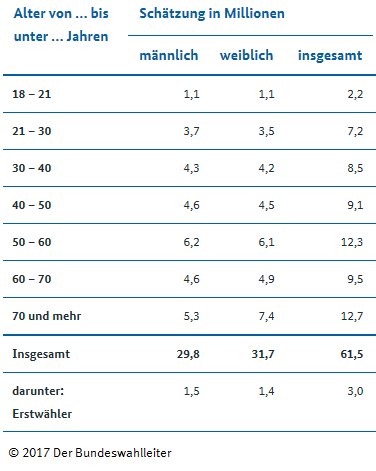 Alter von ... bis unter ... Jahren Schätzung in Millionen
männlich weiblich insgesamt
18 – 21 1,1 1,1 2,2
21 – 30 3,7 3,5 7,2
30 – 40 4,3 4,2 8,5
40 – 50 4,6 4,5 9,1
50 – 60 6,2 6,1 12,3
60 – 70 4,6 4,9 9,5
70 und mehr 5,3 7,4 12,7
Insgesamt 29,8 31,7 61,5
darunter: 1,5 1,4 3,0
Erstwähler
© 2017 Der Bundeswahlleiter